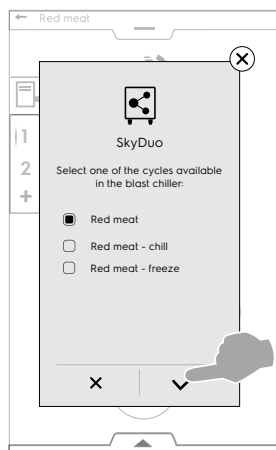 Red meat
1
2
+
SkyDuo
Select one of the cycles available
in the blast chiller:
Red meat
Red meat - chill
Red meat - freeze